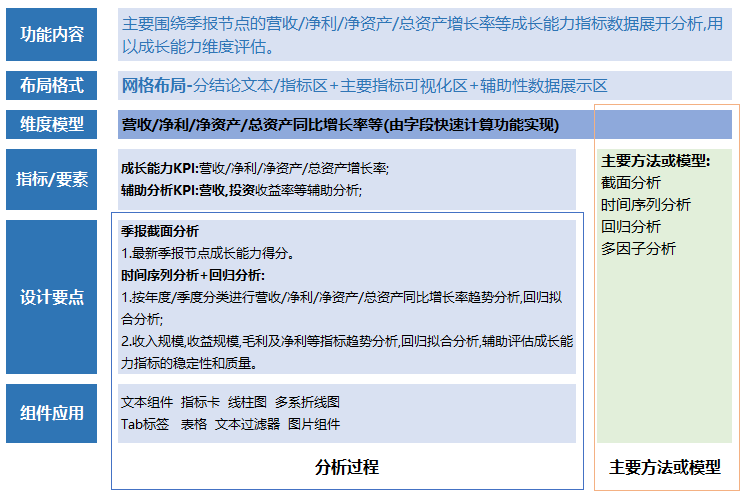 功能内容
主要围绕季报节点的营收/净利/净资产/总资产增长率等成长能力指标数据展开分析,用
以成长能力维度评估。
布局格式
网格布局-分结论文本/指标区+主要指标可视化区+辅助性数据展示区
维度模型
营收/净利/净资产/总资产同比增长率等(由字段快速计算功能实现)
指标/要素
成长能力KPI:营收/净利/净资产/总资产增长率;
辅助分析KPI:营收,投资收益率等辅助分析;
设计要点
季报截面分析
1.最新季报节点成长能力得分。
时间序列分析+回归分析:
1.按年度/季度分类进行营收/净利/净资产/总资产同比增长率趋势分析,回归拟
合分析;
2.收入规模,收益规模,毛利及净利等指标趋势分析,回归拟合分析,辅助评估成长能
力指标的稳定性和质量。
组件应用
文本组件 指标卡 线柱图 多系折线图
Tab标签 表格 文本过滤器 图片组件
分析过程
主要方法或模型:
截面分析
时间序列分析
回归分析
多因子分析
主要方法或模型